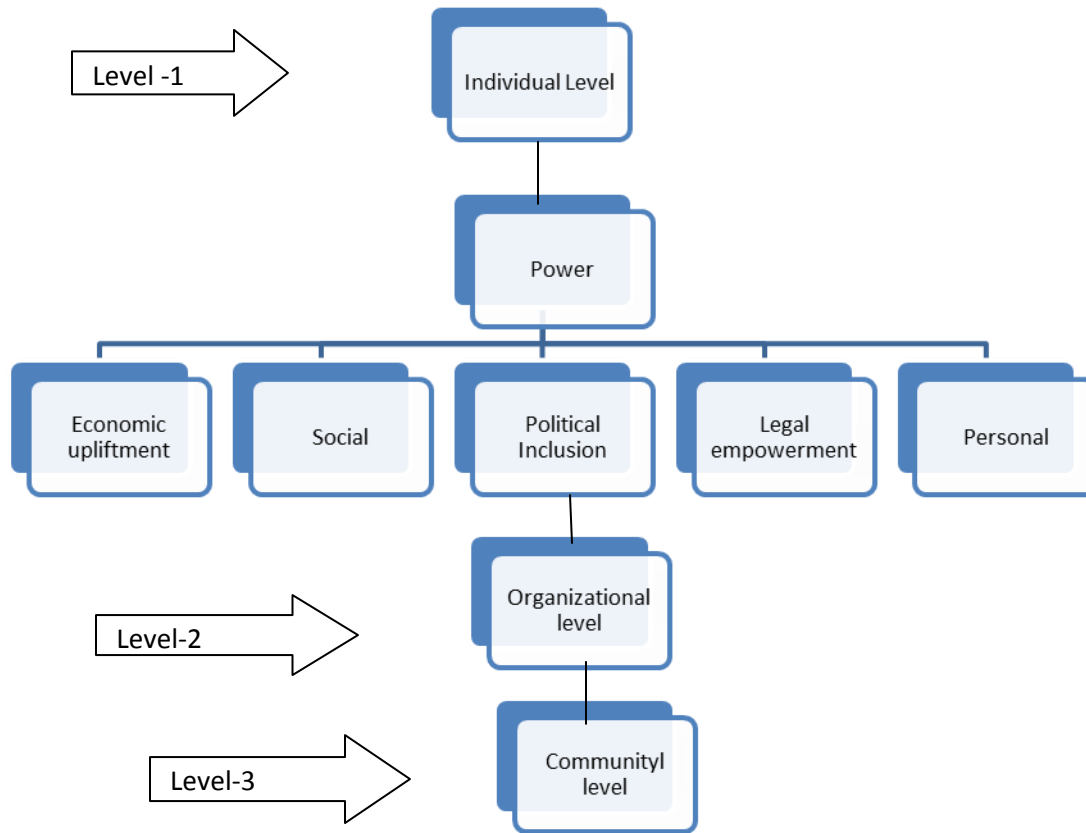 Level -1
Individual Level
Power
Economic
upliftment
Social
Political
Inclusion
Legal
empowerment
Personal
Organizational
level
Level-2
Communityl
level
Level-3